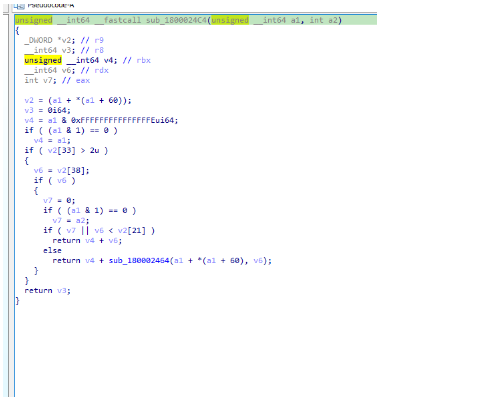 Pseudocode-A
unsigned __int64 __fastcall sub_1800024C4(unsigned __int64 a1, int a2)
{
_DWORD *v2; // r9
__int64 v3; // r8
unsigned __int64 v4; // rbx
__int64 v6; // rdx
int v7; // eax
v2 = (a1 + *(a1 + 60));
v3 = 0i64;
v4 = a1 & 0xFFFFFFFFFFFFFFFEui64;
if ( (a1 & 1) == 0 )
v4 = a1;
if ( v2[33] > 2u )
{
v6 = v2[38];
if ( v6 )
{
v7 = 0;
if ( (a1 & 1) == 0 )
v7 = a2;
if ( v7 || v6 < v2[21] )
return v4 + v6;
else
return v4 + sub_180002464(a1 + *(a1 + 60), v6);
}
}
return v3;
}